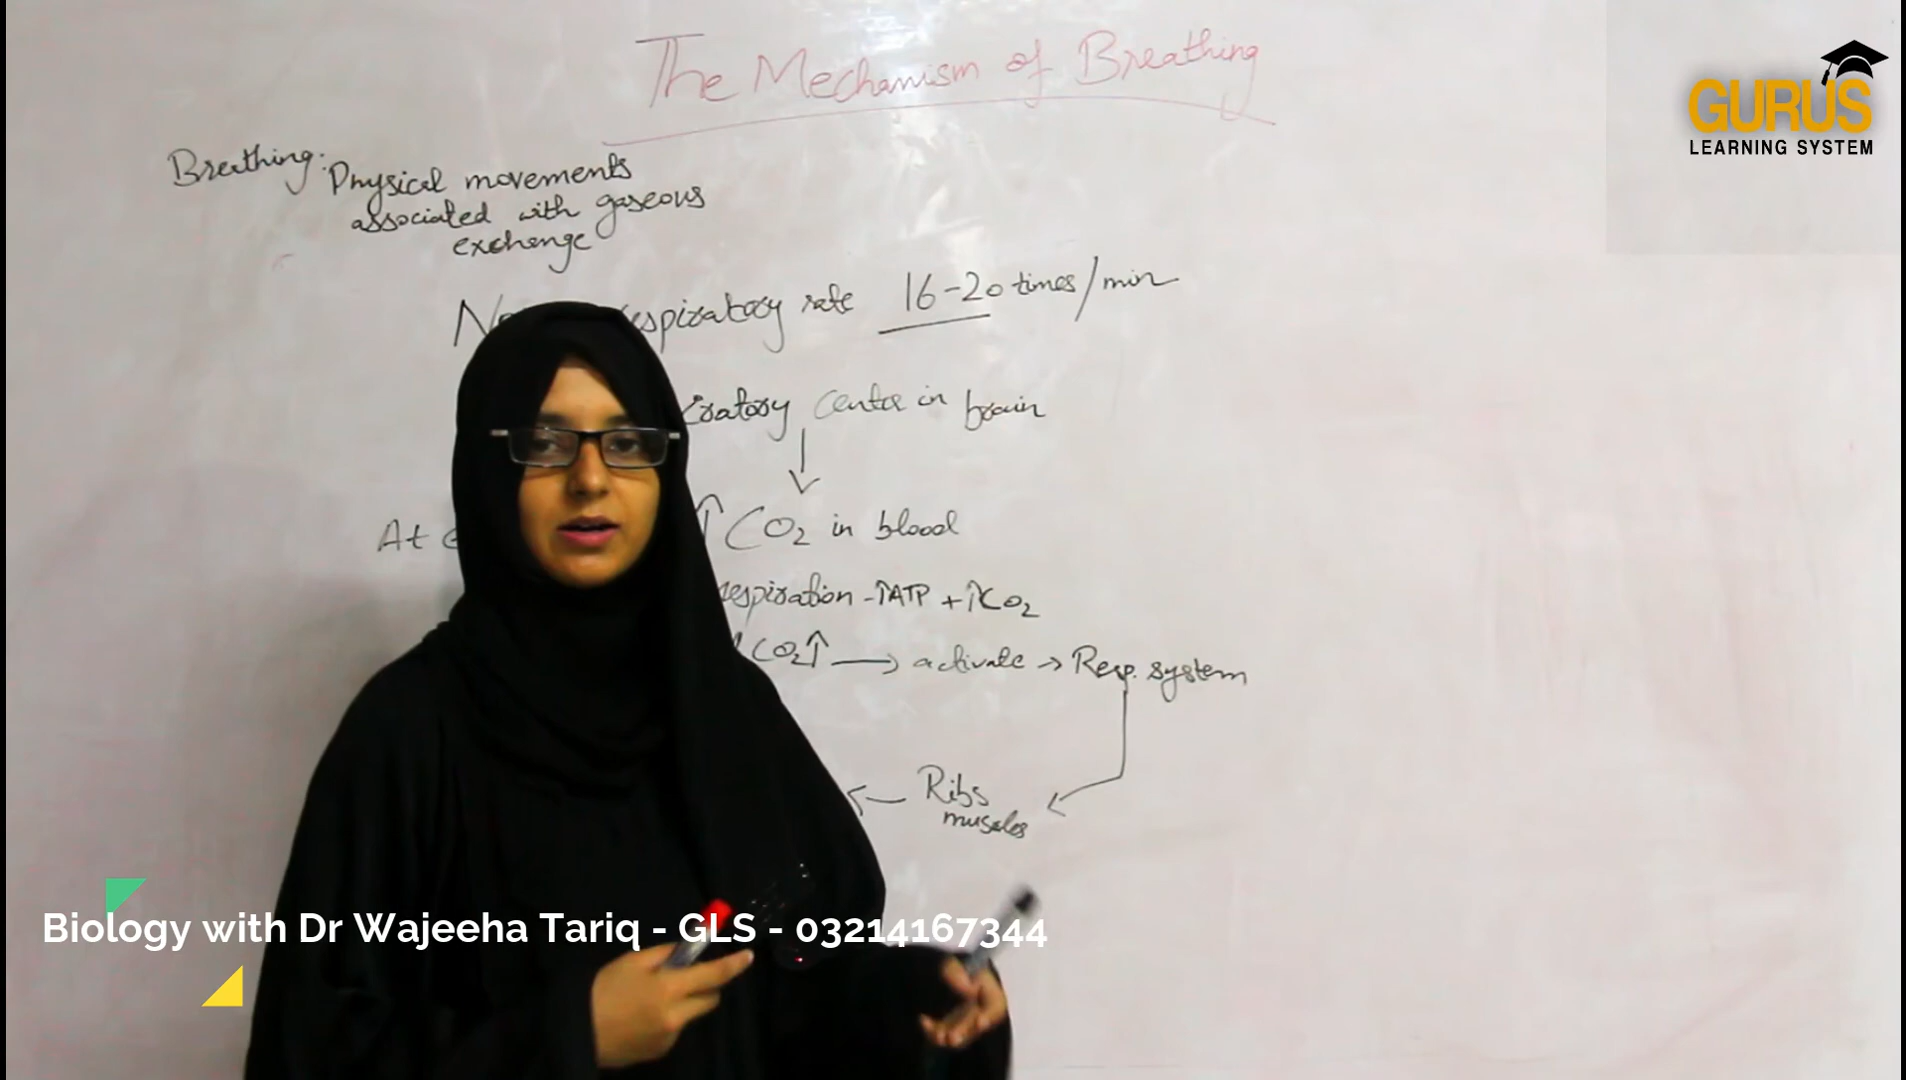 The Mechanism of Breathing
GURUS
LEARNING SYSTEM
Breathing: Physical movements
associated with gaseous
exchange
respiratory rate 16-20 times/min
center in brain
At
↑CO2 in blood
respiration - ↑ATP + ↑CO2
CO2↑ → activate → Resp. system
← Ribs
muscles
Biology with Dr Wajeeha Tariq - GLS - 03214167344